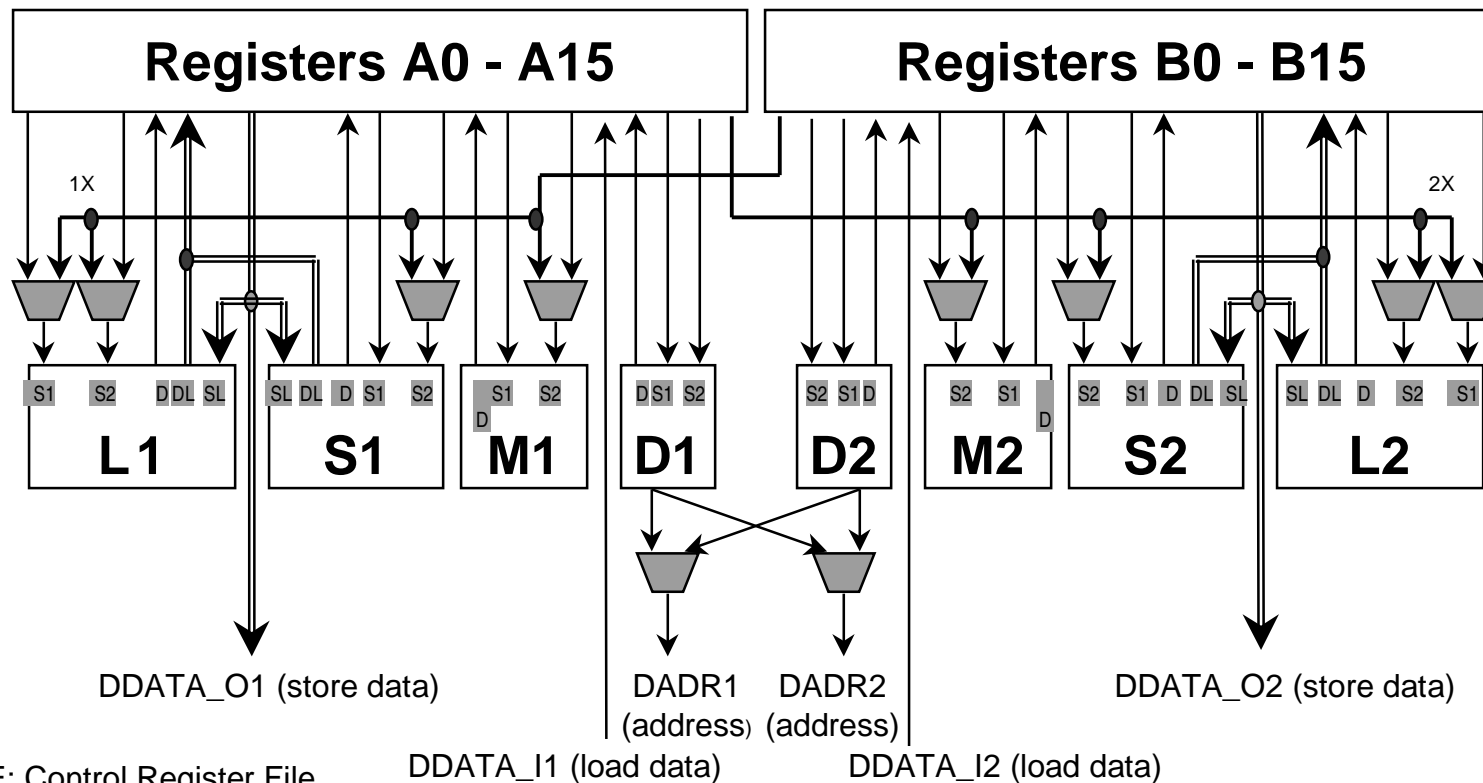 Registers A0 - A15
Registers B0 - B15
1X
2X
S1 S2 D DL SL
SL DL D S1 S2
S1 S2
D
D S1 S2
S2 S1 D
S2 S1
D
S2 S1 D DL SL
SL DL D S2 S1
L1
S1
M1
D1
D2
M2
S2
L2
DDATA_O1 (store data)
DADR1
(address)
DADR2
(address)
DDATA_O2 (store data)
: Control Register File
DDATA_I1 (load data)
DDATA_I2 (load data)